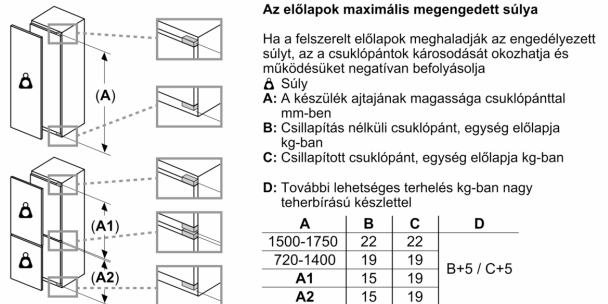 Az előlapok maximális megengedett súlya
Ha a felszerelt előlapok meghaladják az engedélyezett
súlyt, az a csuklópántok károsodását okozhatja és
működésüket negatívan befolyásolja
Súly
A: A készülék ajtajának magassága csuklópánttal
mm-ben
B: Csillapítás nélküli csuklópánt, egység előlapja
kg-ban
C: Csillapított csuklópánt, egység előlapja kg-ban
D: További lehetséges terhelés kg-ban nagy
teherbírású készlettel
A B C D
1500-1750 22 22
720-1400 19 19
B+5 / C+5
A1 15 19
A2 15 19
(A)
(A1)
(A2)